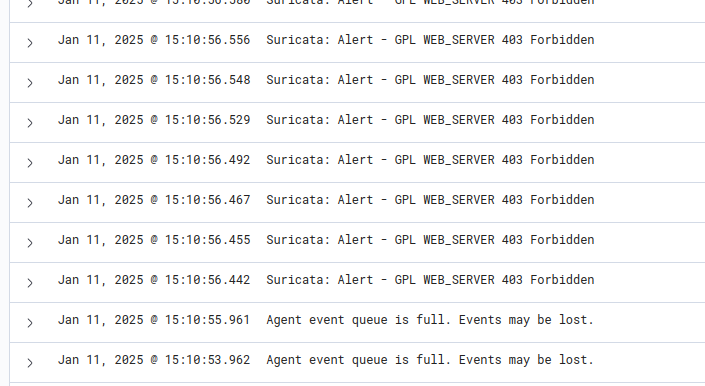 Jan 11, 2025 @ 15:10:56.580 Suricata: Alert - GPL WEB_SERVER 403 Forbidden
Jan 11, 2025 @ 15:10:56.556 Suricata: Alert - GPL WEB_SERVER 403 Forbidden
Jan 11, 2025 @ 15:10:56.548 Suricata: Alert - GPL WEB_SERVER 403 Forbidden
Jan 11, 2025 @ 15:10:56.529 Suricata: Alert - GPL WEB_SERVER 403 Forbidden
Jan 11, 2025 @ 15:10:56.492 Suricata: Alert - GPL WEB_SERVER 403 Forbidden
Jan 11, 2025 @ 15:10:56.467 Suricata: Alert - GPL WEB_SERVER 403 Forbidden
Jan 11, 2025 @ 15:10:56.455 Suricata: Alert - GPL WEB_SERVER 403 Forbidden
Jan 11, 2025 @ 15:10:56.442 Suricata: Alert - GPL WEB_SERVER 403 Forbidden
Jan 11, 2025 @ 15:10:55.961 Agent event queue is full. Events may be lost.
Jan 11, 2025 @ 15:10:53.962 Agent event queue is full. Events may be lost.